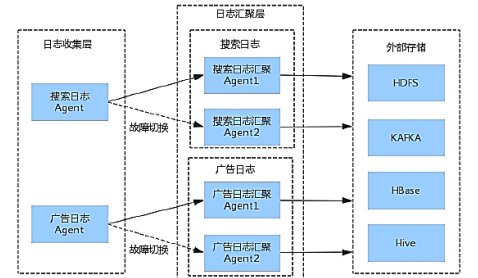 日志收集层
搜索日志
Agent
广告日志
Agent
故障切换
故障切换
日志汇聚层
搜索日志
搜索日志汇聚
Agent1
搜索日志汇聚
Agent2
广告日志
广告日志汇聚
Agent1
广告日志汇聚
Agent2
外部存储
HDFS
KAFKA
HBase
Hive